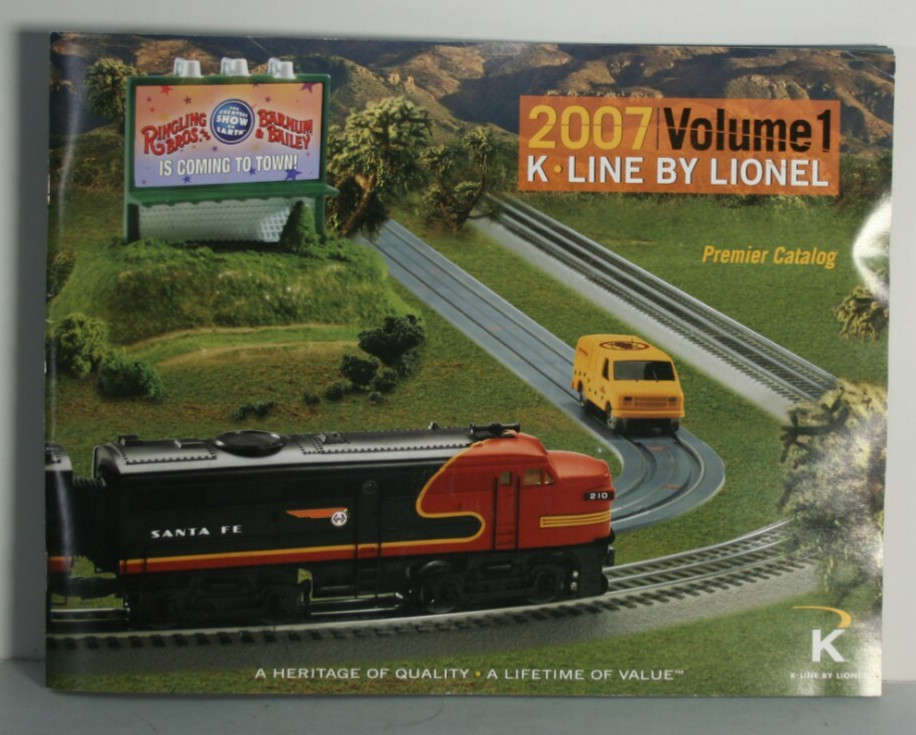 RINGLING BROS. THE GREATEST SHOW ON EARTH BARNUM & BAILEY
IS COMING TO TOWN!
2007 Volume 1
K•LINE BY LIONEL
Premier Catalog
210
SANTA FE
A HERITAGE OF QUALITY • A LIFETIME OF VALUE™
K
K-LINE BY LIONEL